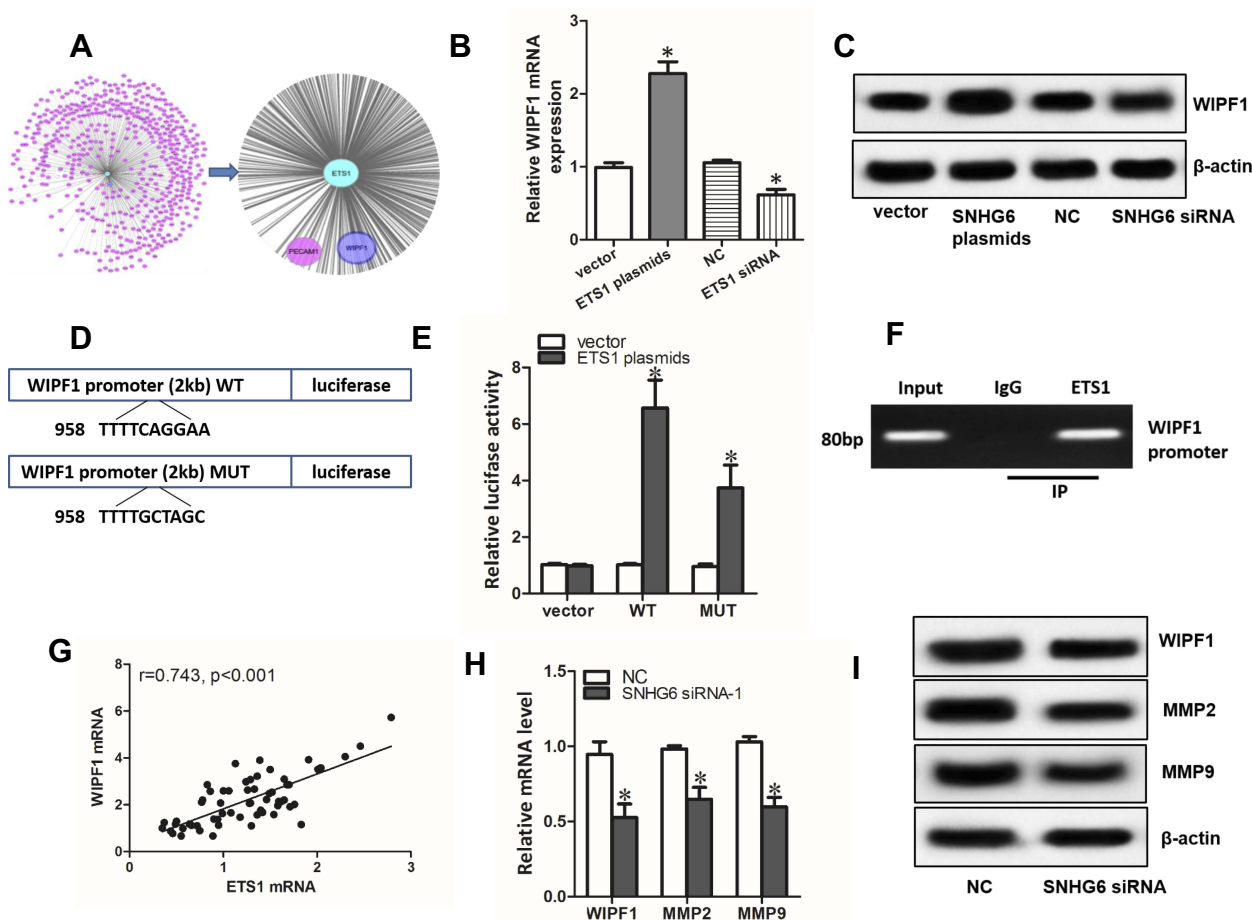 A
ETS1
PECAM1
WIPF1
B
Relative WIPF1 mRNA
expression
3
2
1
0
*
*
vector
ETS1 plasmids
NC
ETS1 siRNA
C
WIPF1
β-actin
vector
SNHG6
plasmids
NC
SNHG6 siRNA
D
WIPF1 promoter (2kb) WT
luciferase
958 TTTTCAGGAA
WIPF1 promoter (2kb) MUT
luciferase
958 TTTTGCTAGC
E
vector
ETS1 plasmids
Relative lucifase activity
8
6
4
2
0
*
*
vector
WT
MUT
F
Input
IgG
ETS1
80bp
WIPF1
promoter
IP
G
r=0.743, p<0.001
WIPF1 mRNA
8
6
4
2
0
0
1
2
3
ETS1 mRNA
H
NC
SNHG6 siRNA-1
Relative mRNA level
1.5
1.0
0.5
0.0
*
*
*
WIPF1
MMP2
MMP9
I
WIPF1
MMP2
MMP9
β-actin
NC
SNHG6 siRNA